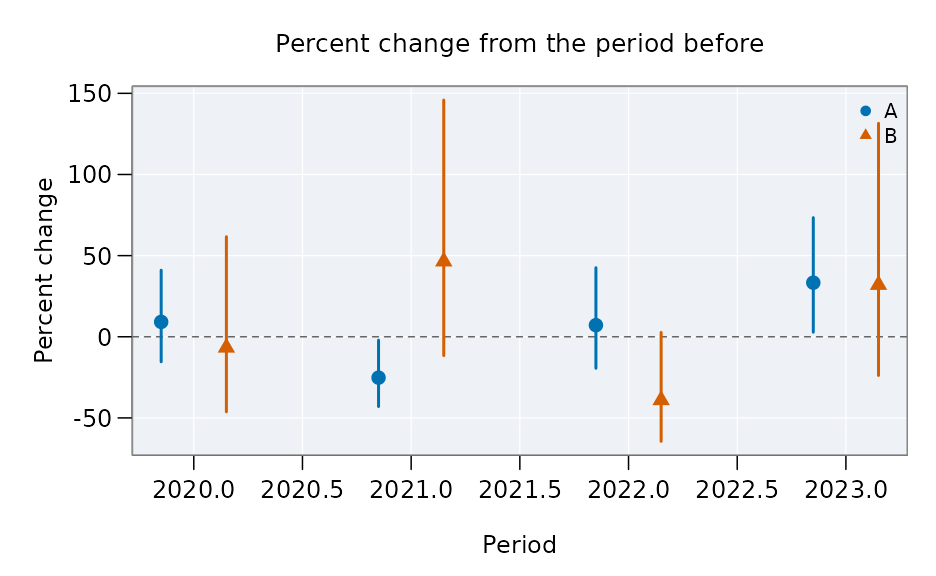 Percent change from the period before
Percent change
150
100
50
0
-50
A
B
2020.0 2020.5 2021.0 2021.5 2022.0 2022.5 2023.0
Period